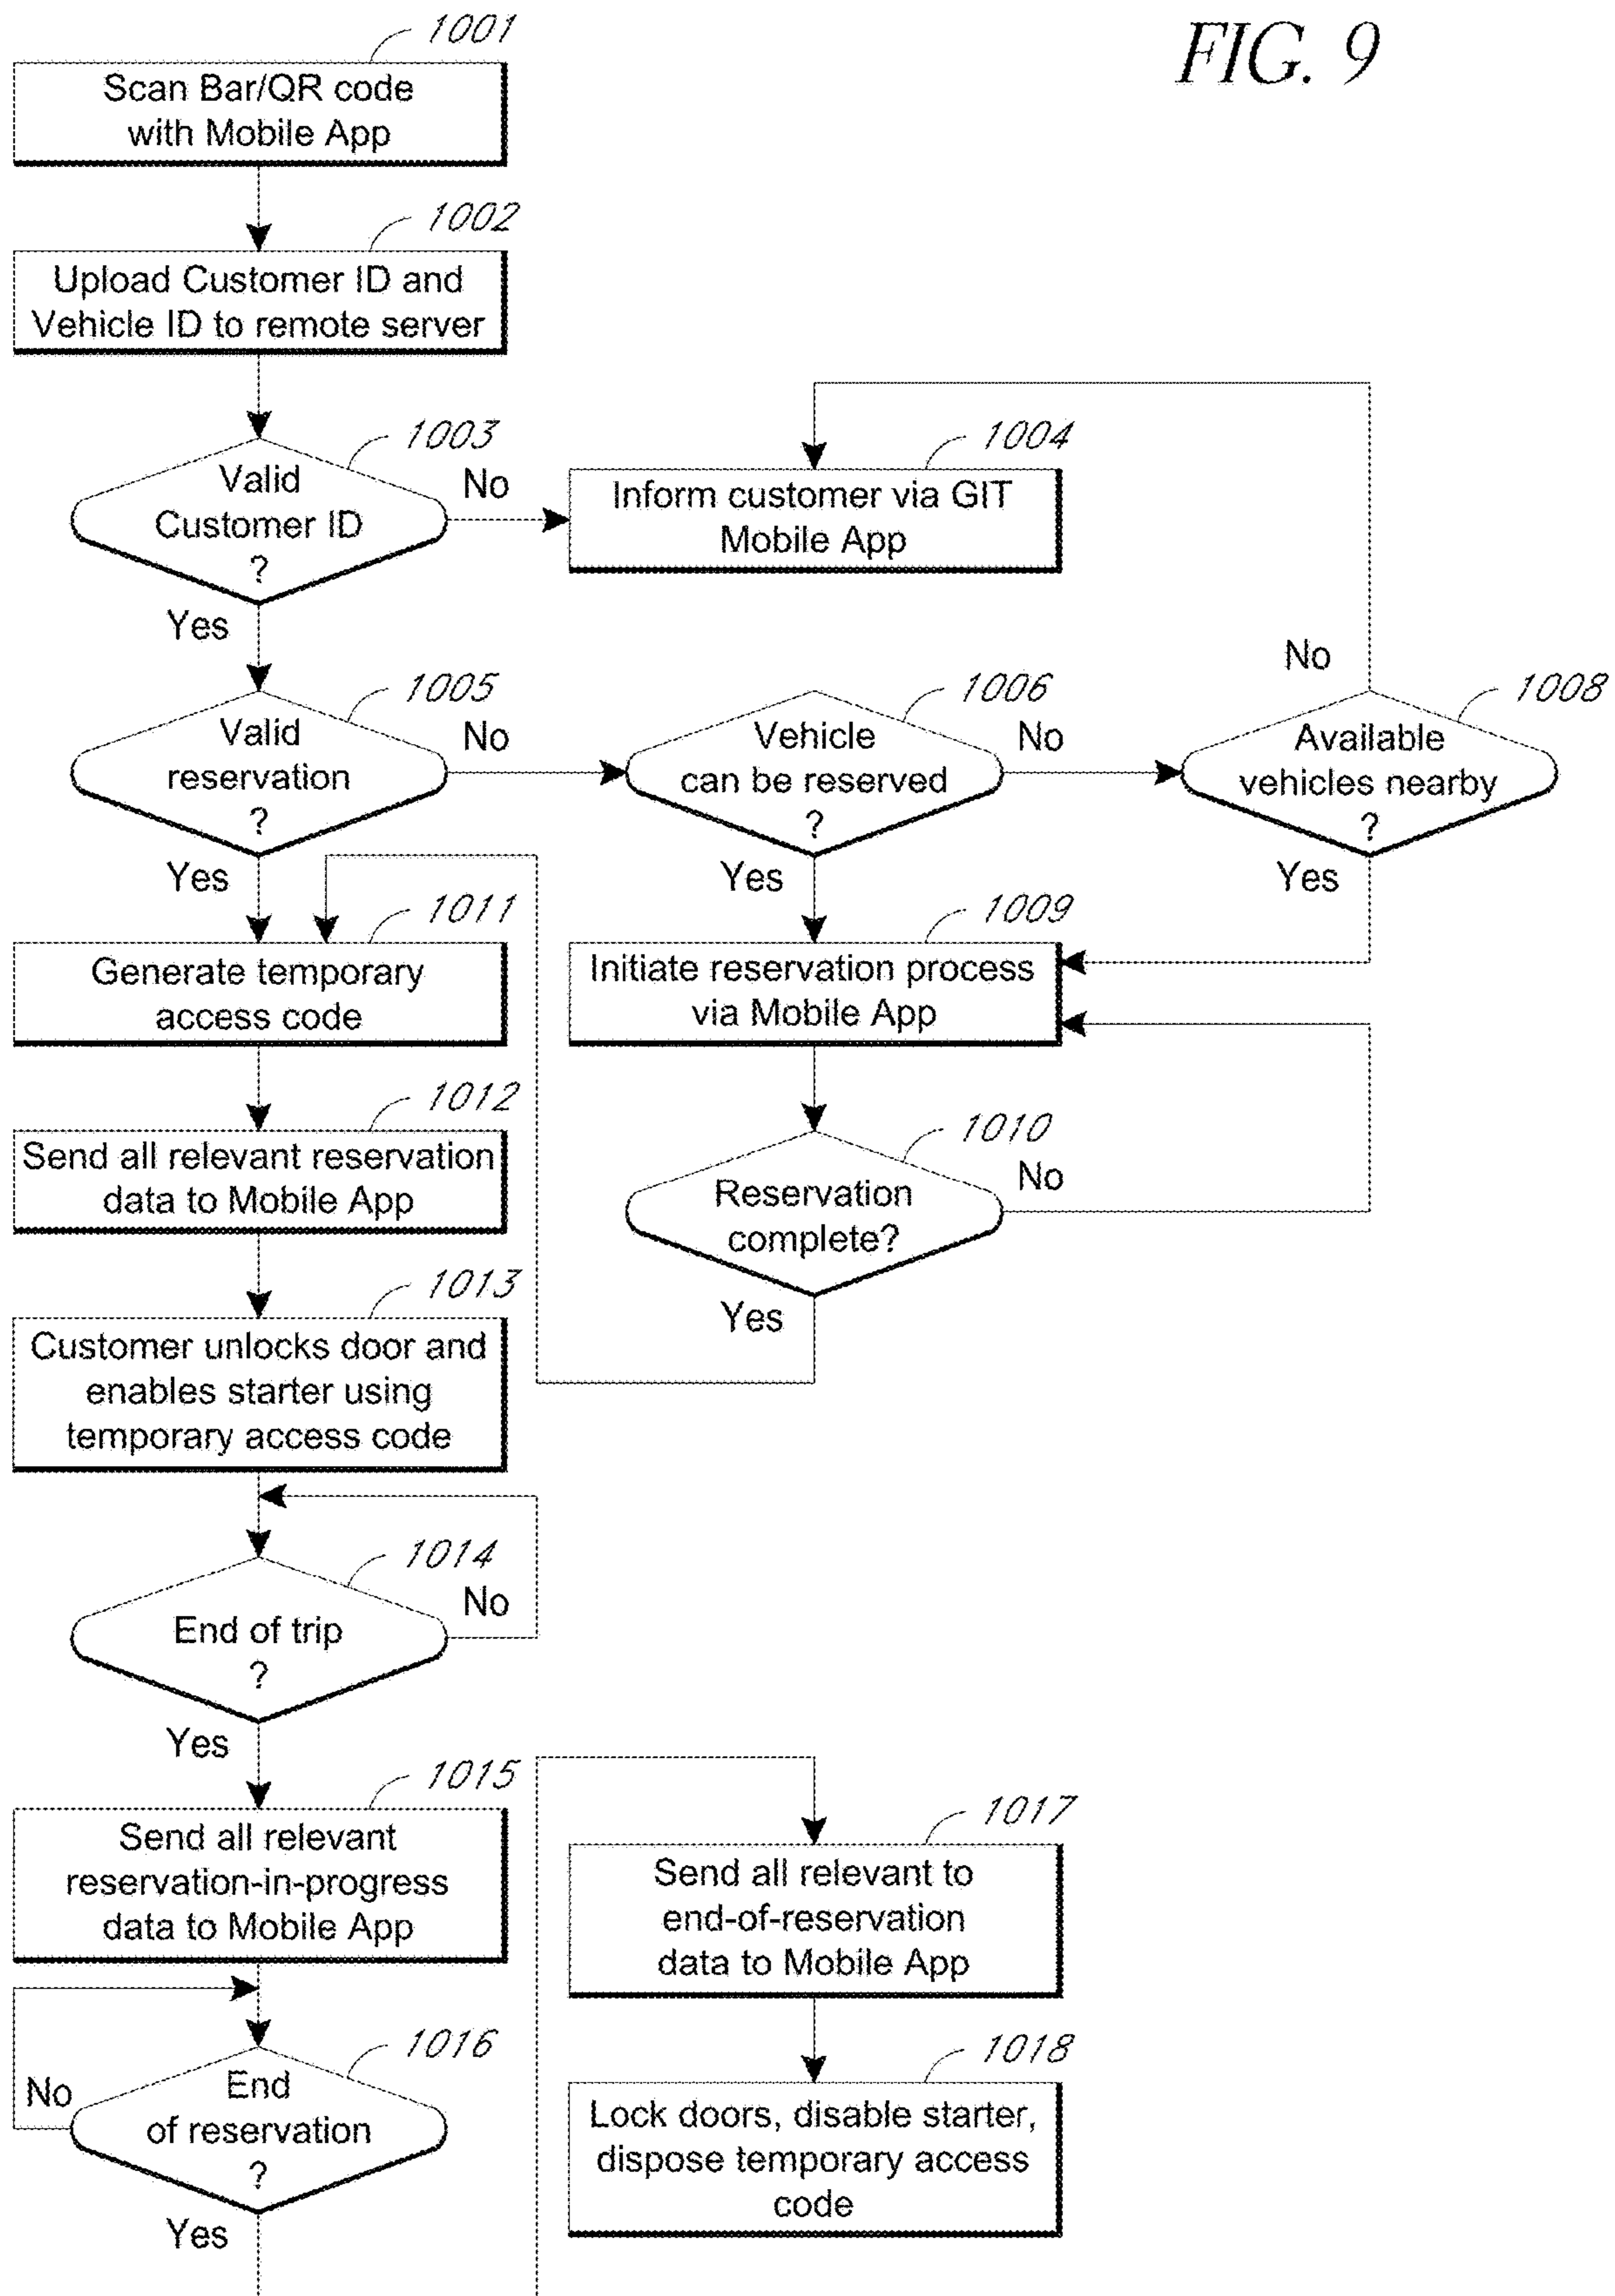 FIG. 9
1001
Scan Bar/QR code
with Mobile App
1002
Upload Customer ID and
Vehicle ID to remote server
1003
Valid
Customer ID
?
No
Yes
1004
Inform customer via GIT
Mobile App
1005
Valid
reservation
?
No
Yes
1006
Vehicle
can be reserved
?
No
Yes
No
1008
Available
vehicles nearby
?
Yes
1011
Generate temporary
access code
1009
Initiate reservation process
via Mobile App
1012
Send all relevant reservation
data to Mobile App
1010
Reservation
complete?
No
Yes
1013
Customer unlocks door and
enables starter using
temporary access code
1014
End of trip
?
No
Yes
1015
Send all relevant
reservation-in-progress
data to Mobile App
1016
End
of reservation
?
No
Yes
1017
Send all relevant to
end-of-reservation
data to Mobile App
1018
Lock doors, disable starter,
dispose temporary access
code